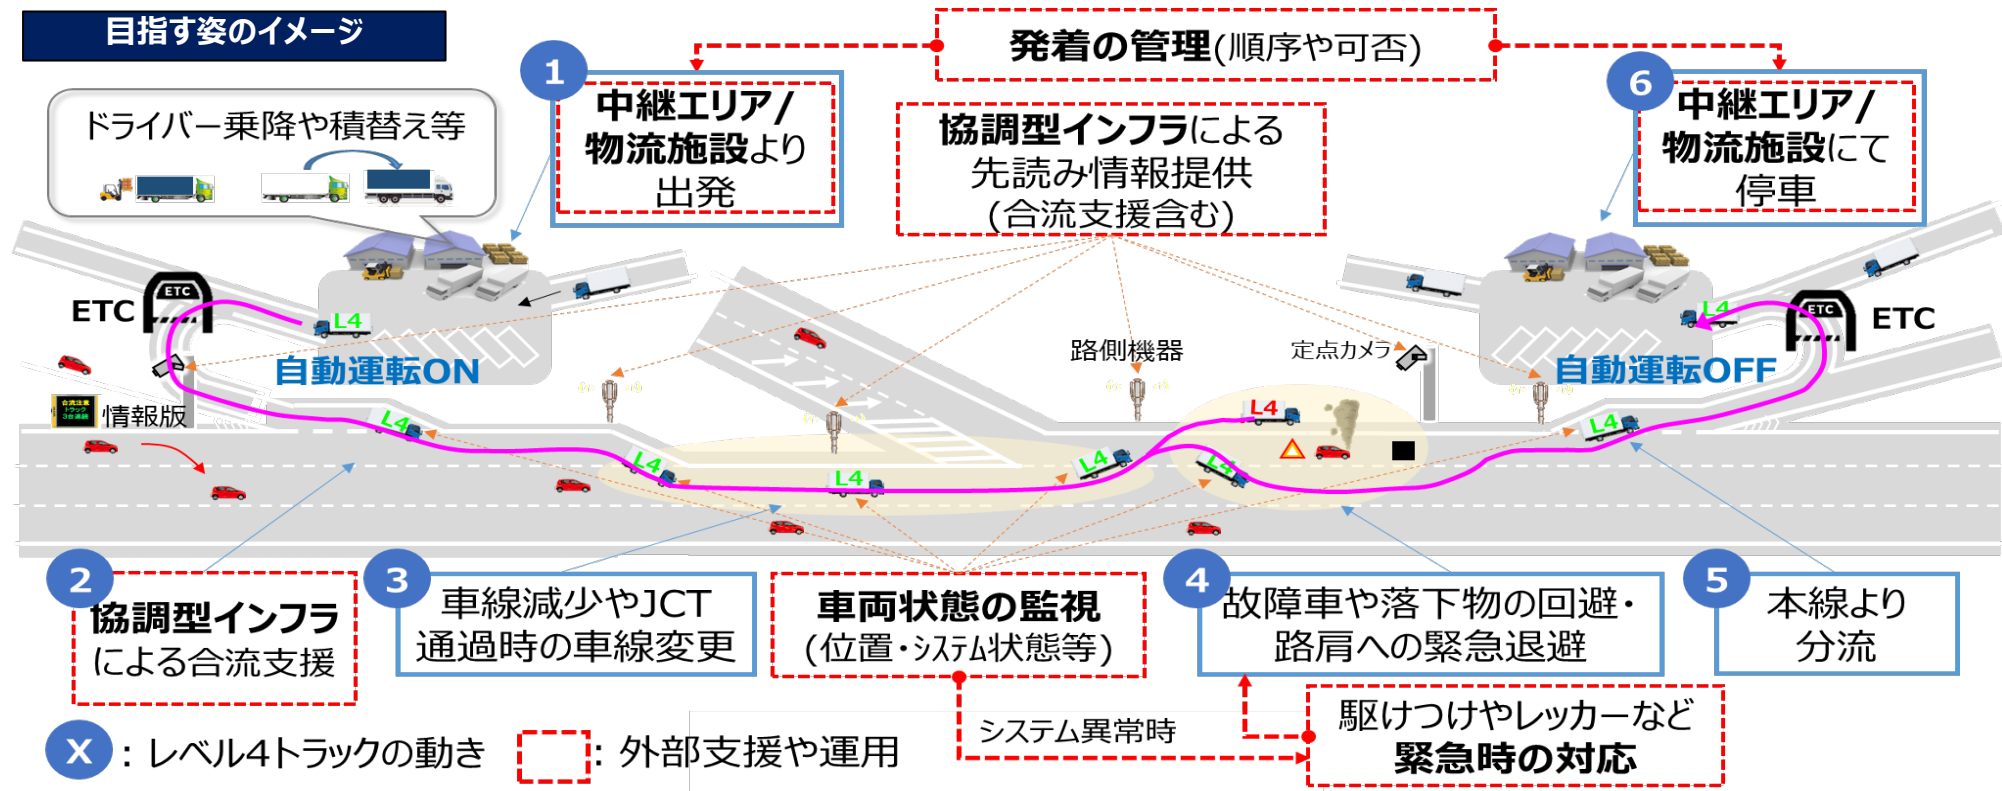 目指す姿のイメージ
発着の管理(順序や可否)
1
中継エリア/
物流施設より
出発
6
中継エリア/
物流施設にて
停車
ドライバー乗降や積替え等
協調型インフラによる
先読み情報提供
(合流支援含む)
ETC
ETC
L4
自動運転ON
路側機器
定点カメラ
L4
ETC
ETC
自動運転OFF
合流注意
トラック
3台連続
情報版
L4
L4
L4
L4
L4
L4
L4
2
協調型インフラ
による合流支援
3
車線減少やJCT
通過時の車線変更
車両状態の監視
(位置・システム状態等)
4
故障車や落下物の回避・
路肩への緊急退避
5
本線より
分流
システム異常時
駆けつけやレッカーなど
緊急時の対応
X
：レベル4トラックの動き
：外部支援や運用